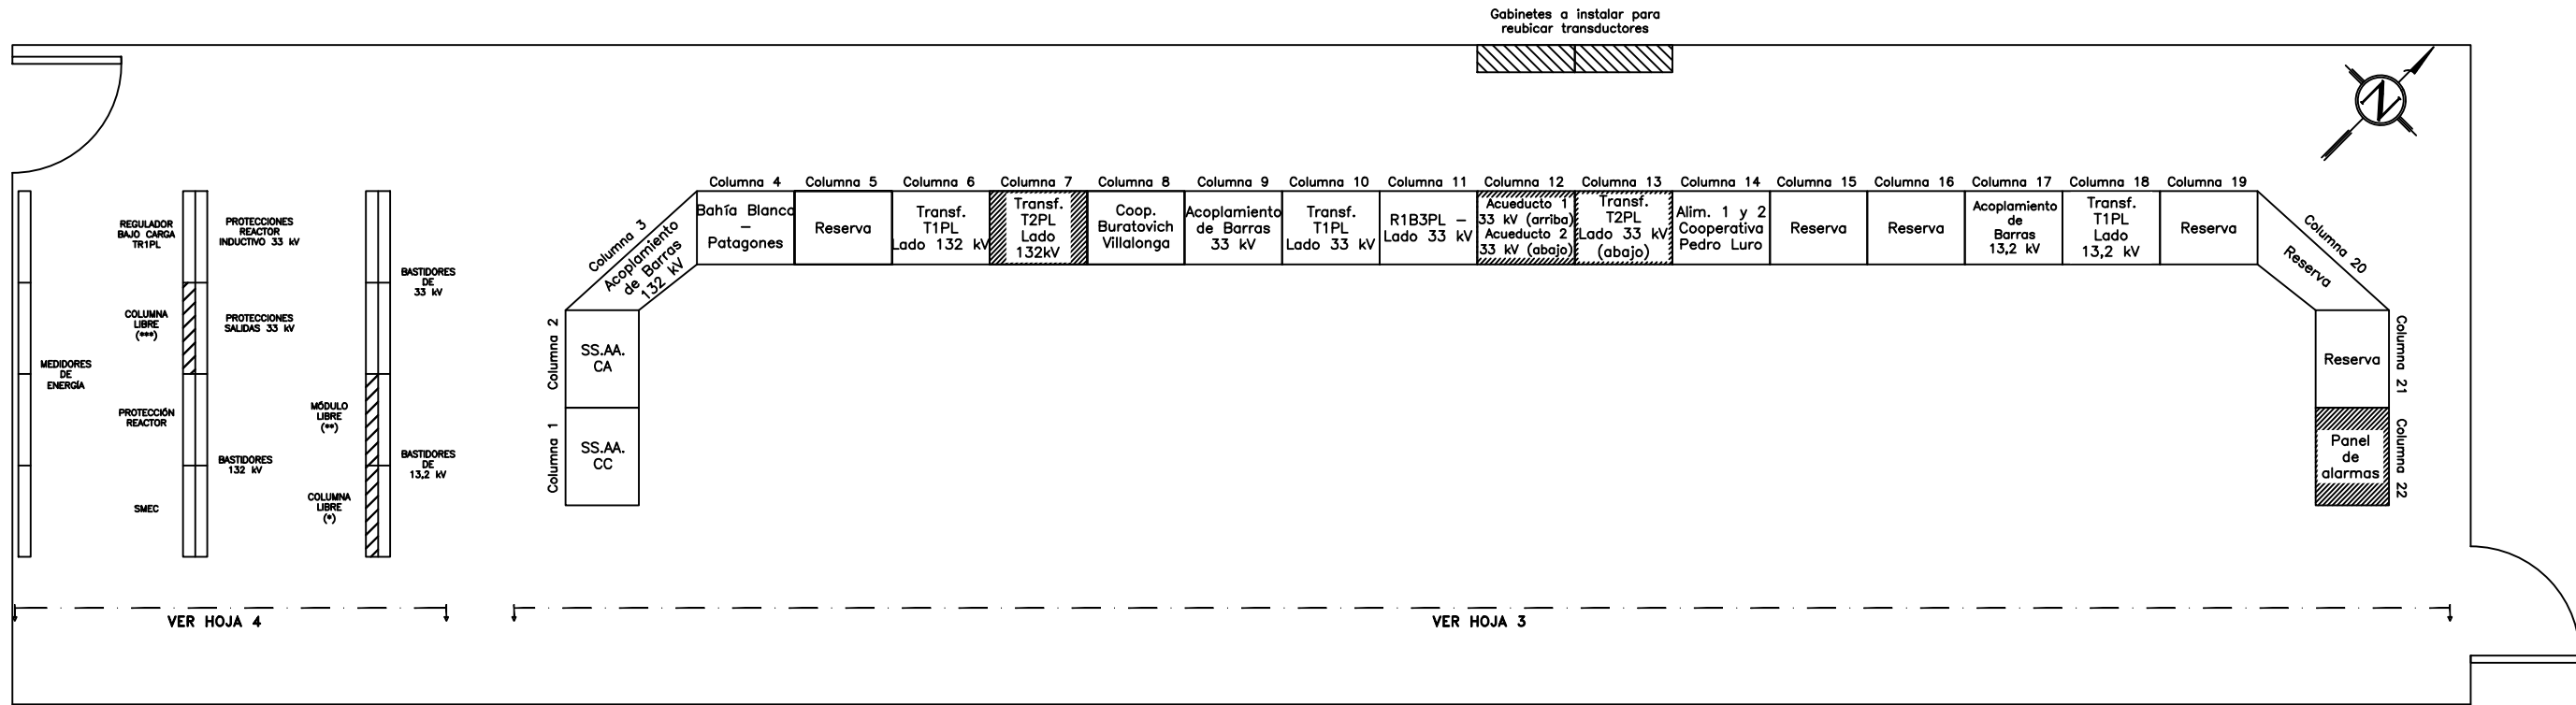 Gabinetes a instalar para
reubicar transductores
N
Columna 4
Columna 5
Columna 6
Columna 7
Columna 8
Columna 9
Columna 10
Columna 11
Columna 12
Columna 13
Columna 14
Columna 15
Columna 16
Columna 17
Columna 18
Columna 19
Bahía Blanca
–
Patagones
Reserva
Transf.
T1PL
Lado 132 kV
Transf.
T2PL
Lado
132kV
Coop.
Buratovich
Villalonga
Acoplamiento
de Barras
33 kV
Transf.
T1PL
Lado 33 kV
R1B3PL –
Lado 33 kV
Acueducto 1
33 kV (arriba)
Acueducto 2
33 kV (abajo)
Transf.
T2PL
Lado 33 kV
(abajo)
Alim. 1 y 2
Cooperativa
Pedro Luro
Reserva
Reserva
Acoplamiento
de
Barras
13,2 kV
Transf.
T1PL
Lado
13,2 kV
Reserva
Columna 3
Acoplamiento
de Barras
132 kV
Columna 2
SS.AA.
CA
Columna 1
SS.AA.
CC
Columna 20
Reserva
Columna 21
Reserva
Columna 22
Panel
de
alarmas
MEDIDORES
DE
ENERGÍA
REGULADOR
BAJO CARGA
TR1PL
COLUMNA
LIBRE
(***)
PROTECCIÓN
REACTOR
SMEC
PROTECCIONES
REACTOR
INDUCTIVO 33 kV
PROTECCIONES
SALIDAS 33 kV
BASTIDORES
132 kV
MÓDULO
LIBRE
(**)
COLUMNA
LIBRE
(*)
BASTIDORES
DE
33 kV
BASTIDORES
DE
13,2 kV
VER HOJA 4
VER HOJA 3